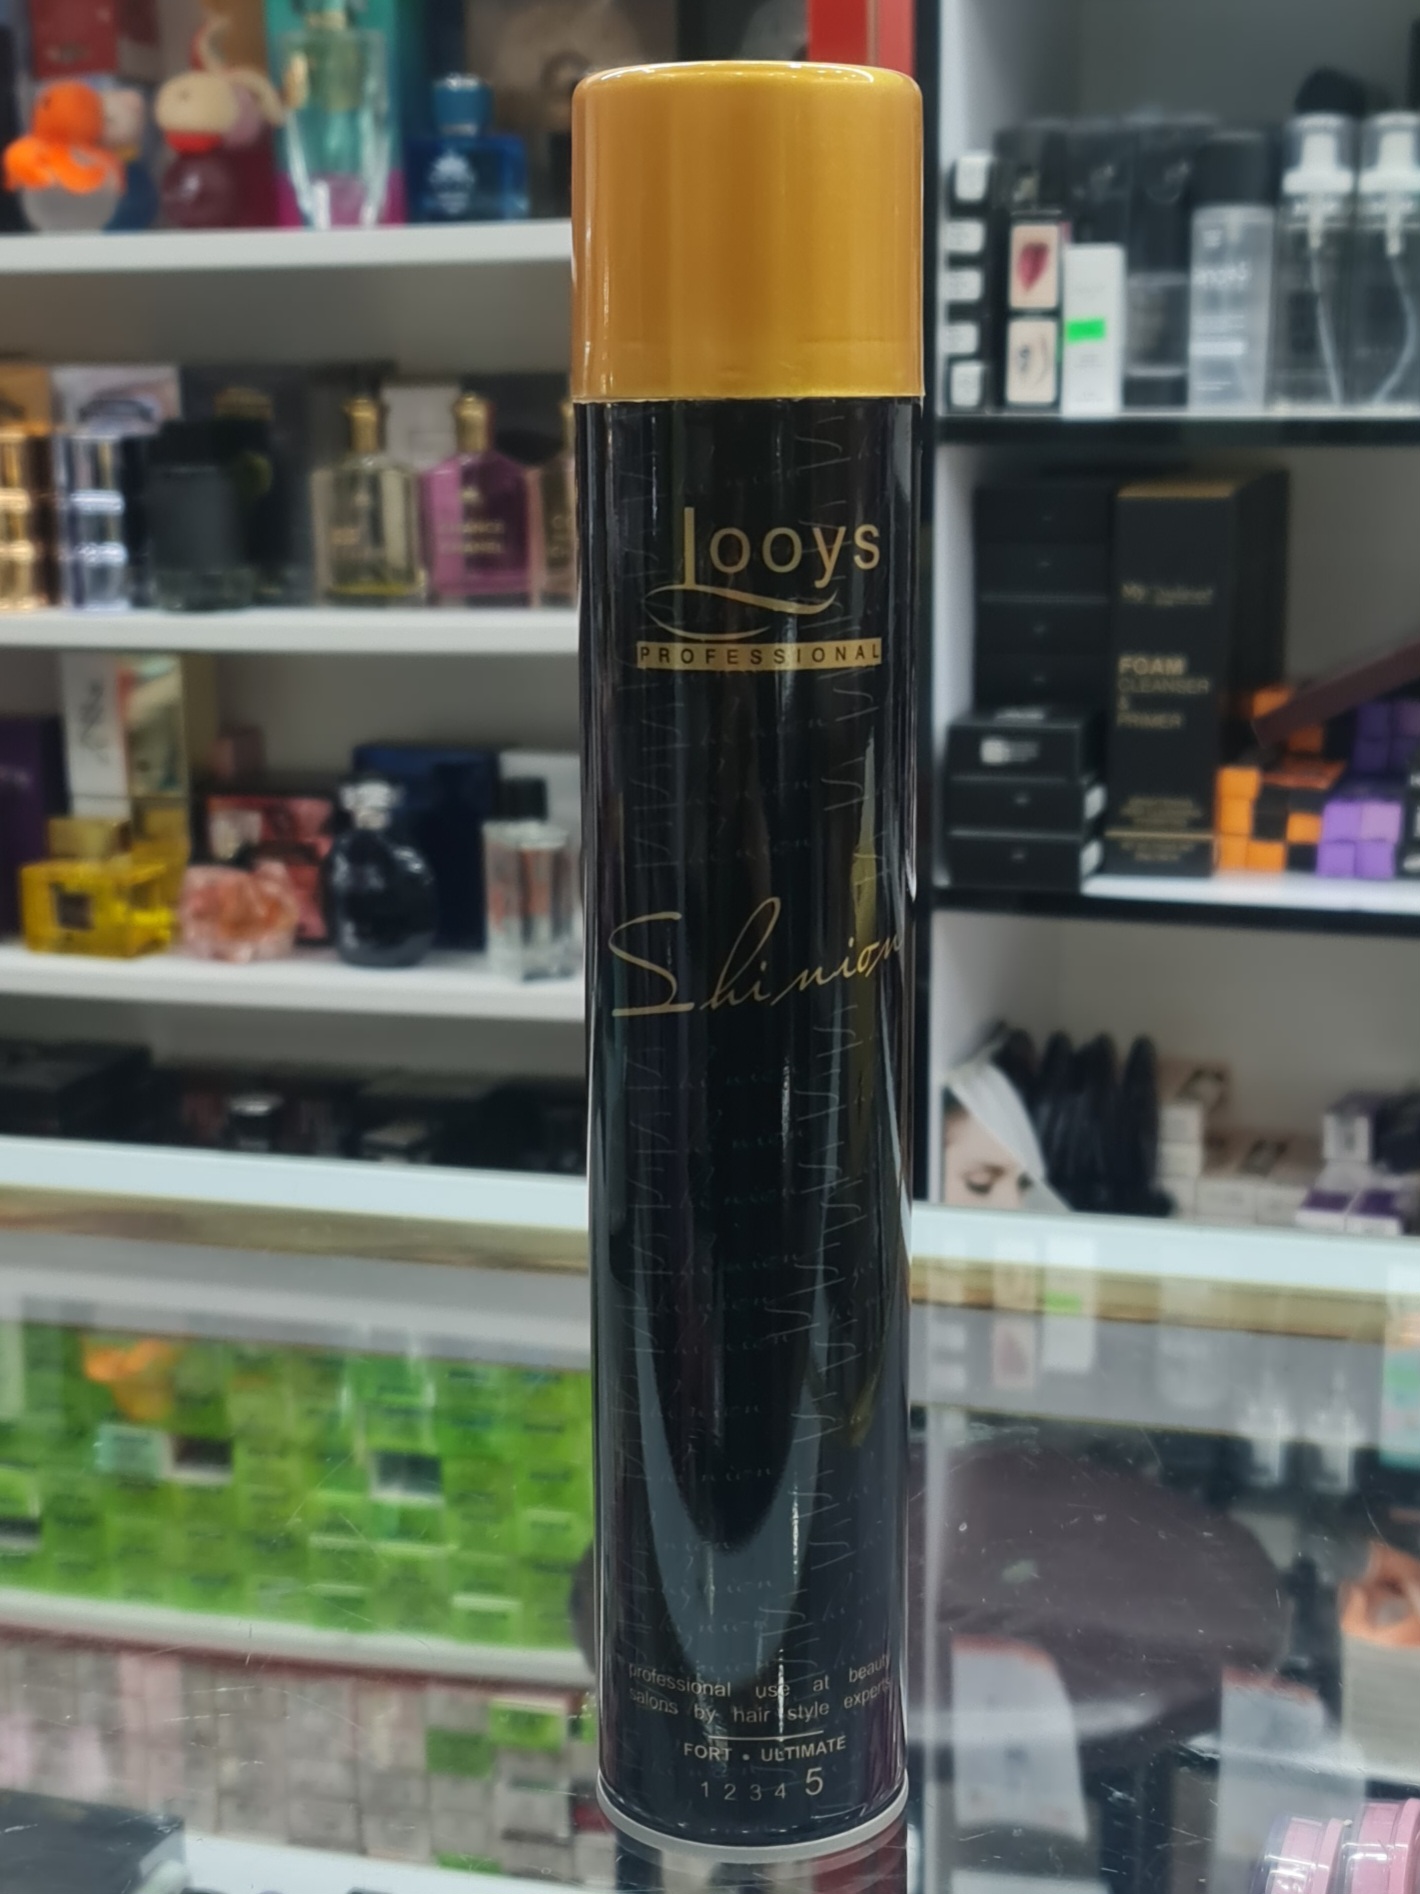 Looys
PROFESSIONAL
Shinion
professional use at beauty
salons by hair style experts
FORT • ULTIMATE
1 2 3 4 5
FOAM
CLEANSER
&
PRIMER